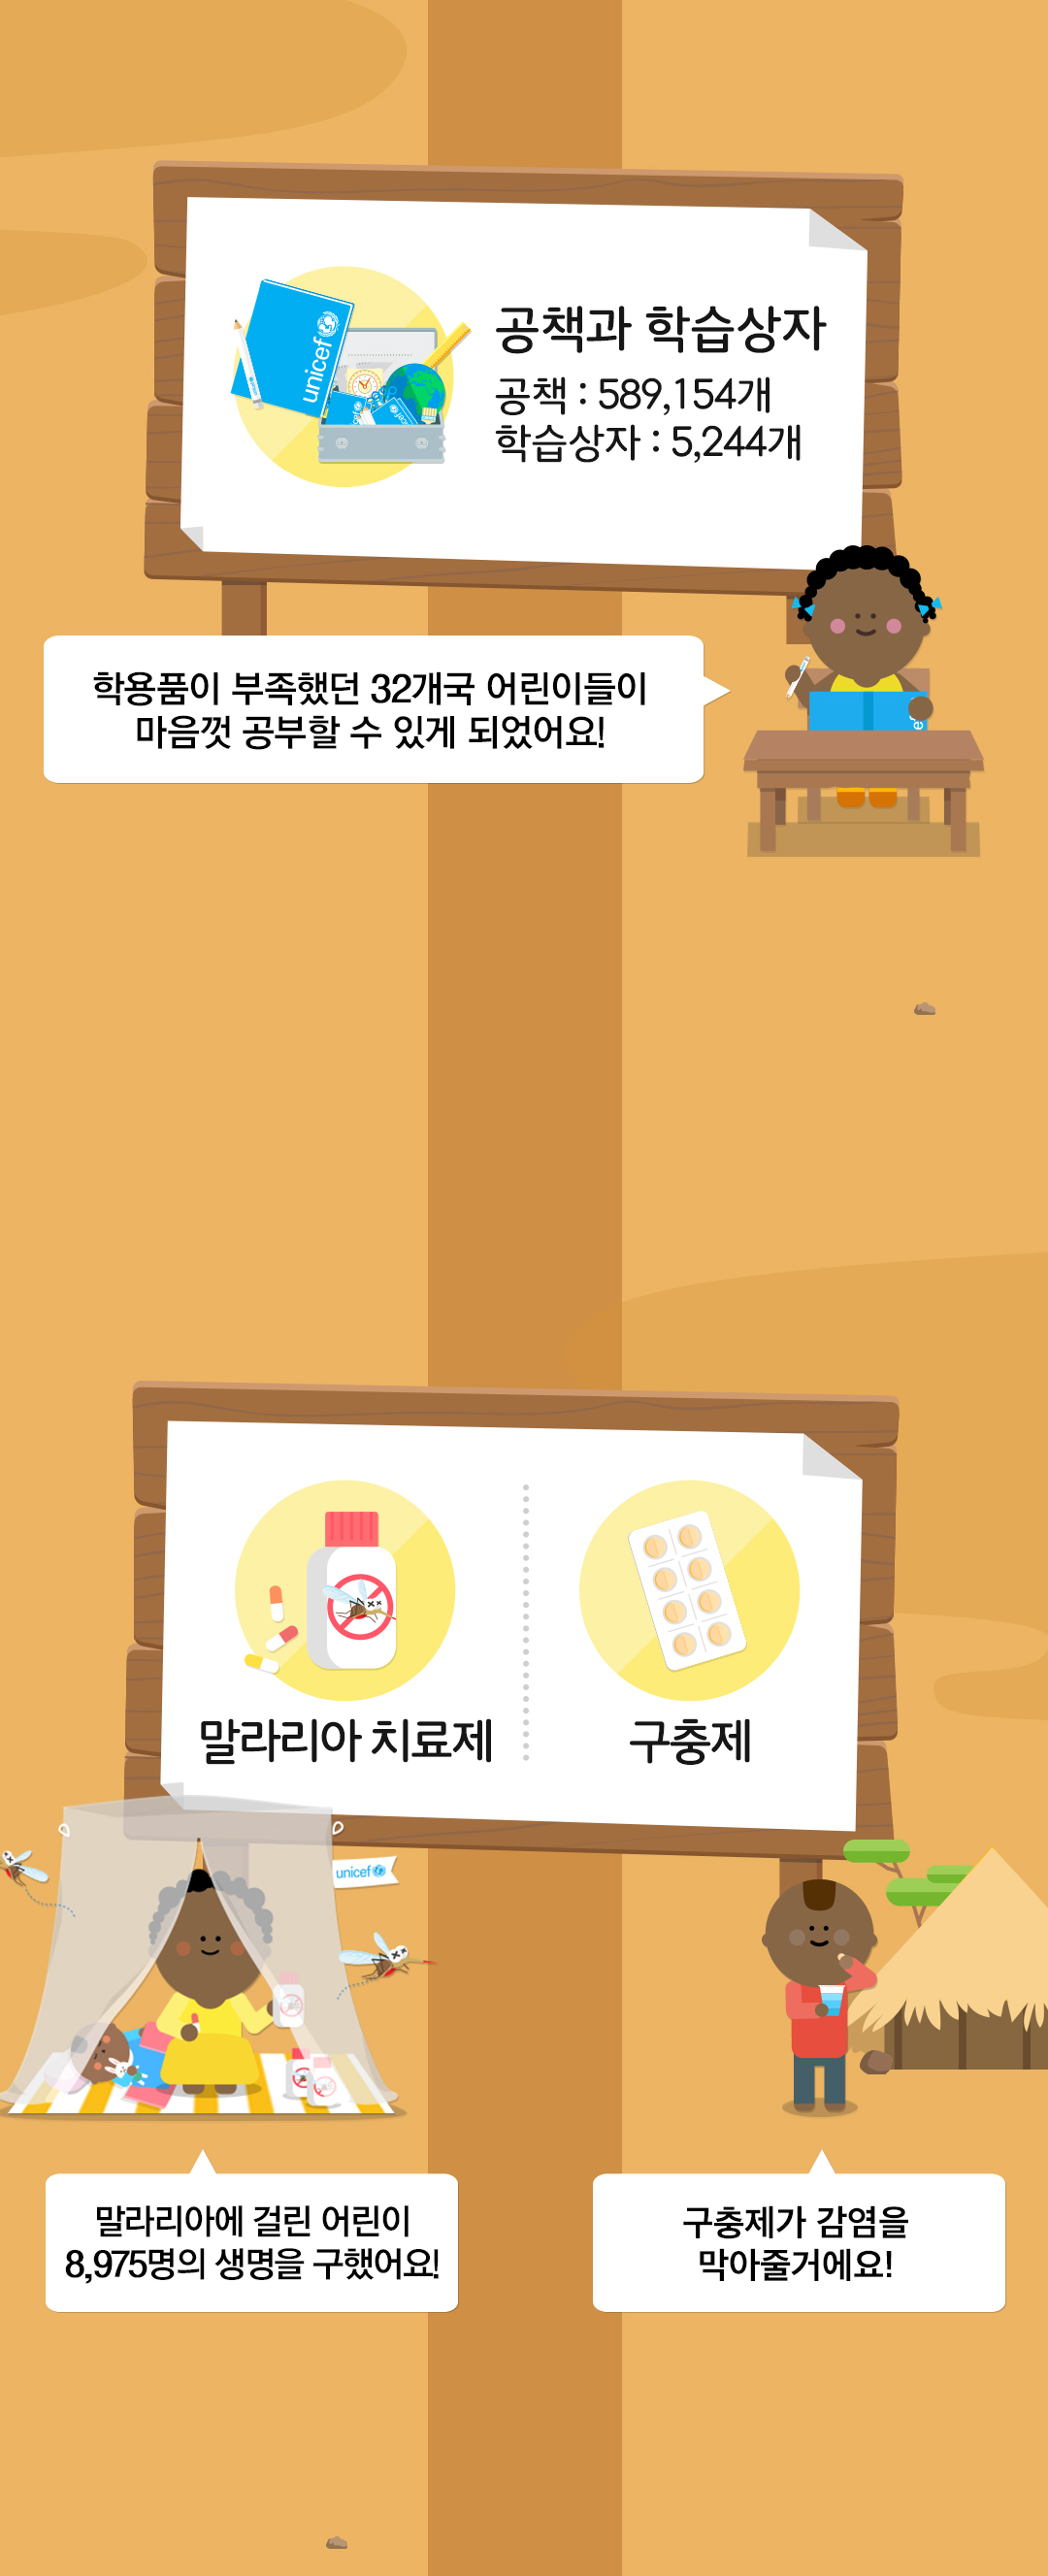 unicef
공책과 학습상자
공책 : 589,154개
학습상자 : 5,244개
학용품이 부족했던 32개국 어린이들이
마음껏 공부할 수 있게 되었어요!
말라리아 치료제
구충제
unicef
말라리아에 걸린 어린이
8,975명의 생명을 구했어요!
구충제가 감염을
막아줄거에요!